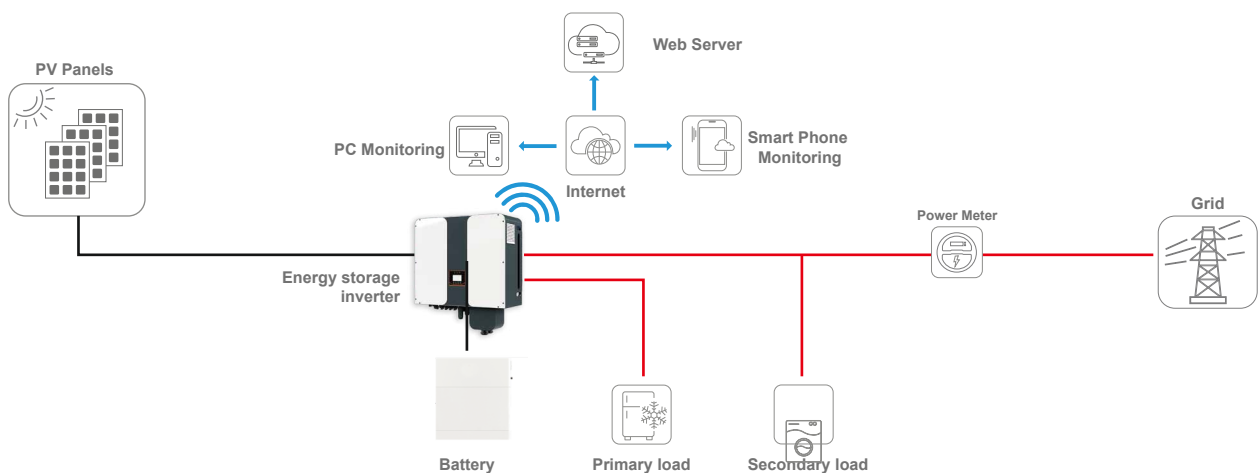 Web Server
PV Panels
PC Monitoring
Smart Phone
Monitoring
Internet
Power Meter
Grid
Energy storage
inverter
Battery
Primary load
Secondary load